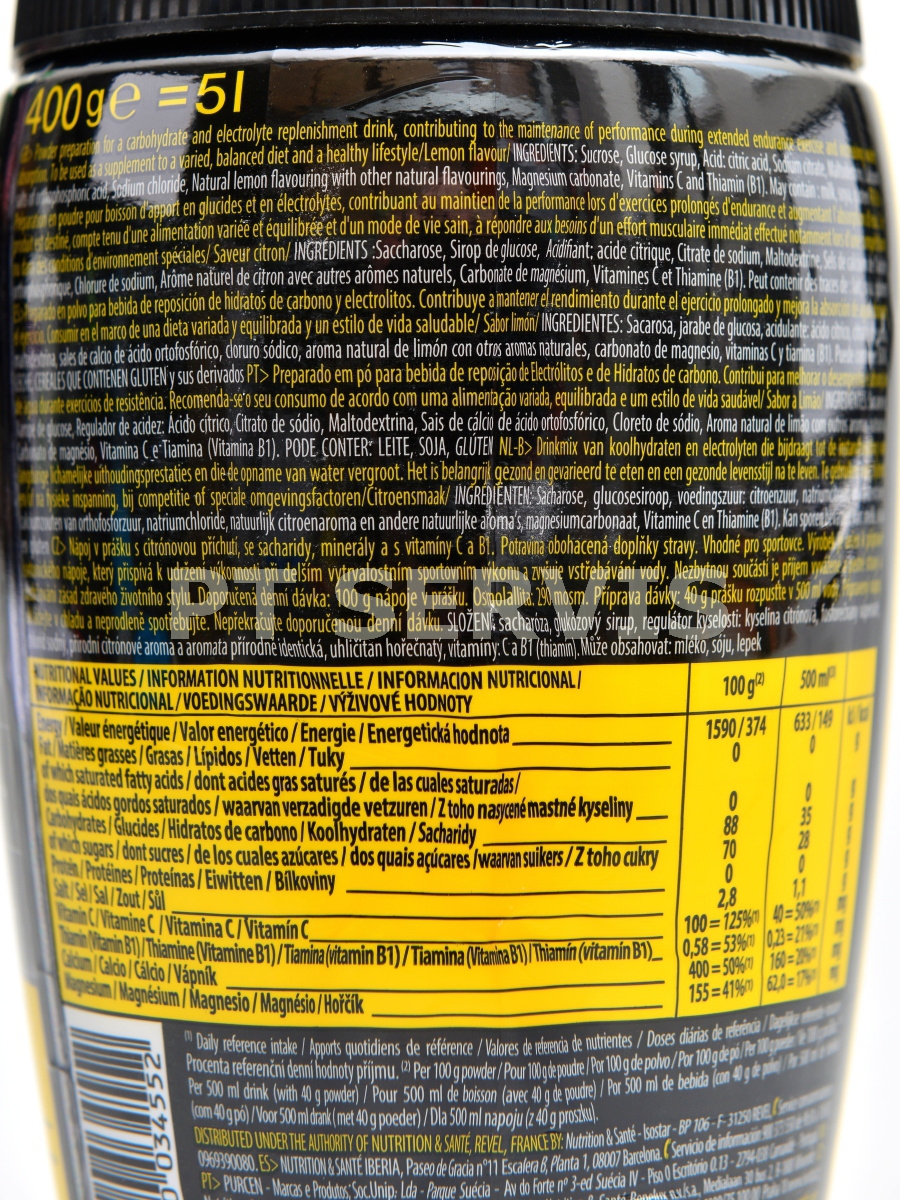 400g e = 5l
Powder preparation for a carbohydrate and electrolyte replenishment drink, contributing to the maintenance of performance during extended endurance exercise and
To be used as a supplement to a varied, balanced diet and a healthy lifestyle/Lemon flavour/ INGREDIENTS: Sucrose, Glucose syrup, Acid: citric acid, Sodium citrate,
orthophosphoric acid, Sodium chloride, Natural lemon flavouring with other natural flavourings, Magnesium carbonate, Vitamins C and Thiamin (B1). May contain: milk,
en poudre pour boisson d'apport en glucides et en électrolytes, contribuant au maintien de la performance lors d'exercices prolongés d'endurance et augmentant
est destiné, compte tenu d'une alimentation variée et équilibrée et d'un mode de vie sain, à répondre aux besoins d'un effort musculaire immédiat effectué notamment lors
des conditions d'environnement spéciales/ Saveur citron/ INGRÉDIENTS :Saccharose, Sirop de glucose, Acidifiant; acide citrique, Citrate de sodium, Maltodextrine, Sels de
Chlorure de sodium, Arôme naturel de citron avec autres arômes naturels, Carbonate de magnésium, Vitamines C et Thiamine (B1). Peut contenir des traces de
en polvo para bebida de reposición de hidratos de carbono y electrolitos. Contribuye a mantener el rendimiento durante el ejercicio prolongado y mejora la absorción
Consumir en el marco de una dieta variada y equilibrada y un estilo de vida saludable/ Sabor limón/ INGREDIENTES: Sacarosa, jarabe de glucosa, acidulante: ácido cítrico,
sales de calcio de ácido ortofosfórico, cloruro sódico, aroma natural de limón con otros aromas naturales, carbonato de magnesio, vitaminas C y tiamina (B1).
CEREALES QUE CONTIENEN GLUTEN y sus derivados PT> Preparado em pó para bebida de reposição de Electrólitos e de Hidratos de carbono. Contribui para melhorar o
durante exercícios de resistência. Recomenda-se o seu consumo de acordo com uma alimentação variada, equilibrada e um estilo de vida saudável/ Sabor a Limão/
de glucose, Regulador de acidez: Ácido cítrico, Citrato de sódio, Maltodextrina, Sais de cálcio de ácido ortofosfórico, Cloreto de sódio, Aroma natural de limão com outros
de magnésio, Vitamina C e Tiamina (Vitamina B1). PODE CONTER: LEITE, SOJA, GLÚTEN NL-B> Drinkmix van koolhydraten en electrolyten die bijdraagt tot de
lichamelijke uithoudingsprestaties en die de opname van water vergroot. Het is belangrijk gezond en gevarieerd te eten en een gezonde levensstijl na te leven.
fysieke inspanning, bij competitie of speciale omgevingsfactoren/Citroensmaak/ INGREDIËNTEN: Sacharose, glucosesiroop, voedingszuur: citroenzuur,
van orthofosforzuur, natriumchloride, natuurlijk citroenaroma en andere natuurlijke aroma's, magnesiumcarbonaat, Vitamine C en Thiamine (B1). Kan sporen
CZ> Nápoj v prášku s citrónovou příchutí, se sacharidy, minerály a s vitamíny C a B1. Potravina obohacená doplňky stravy. Vhodné pro sportovce.
nápoje, který přispívá k udržení výkonnosti při delším vytrvalostním sportovním výkonu a zvyšuje vstřebávání vody. Nezbytnou součástí je příjem
zásad zdravého životního stylu. Doporučená denní dávka: 100 g nápoje v prášku. Osmolalita: 290 mosm. Příprava dávky: 40 g prášku rozpusťte v 500 ml
v chladu a neprodleně spotřebujte. Nepřekračujte doporučenou denní dávku. SLOŽENÍ: sacharóza, glukózový sirup, regulátor kyselosti: kyselina citrónová,
přírodní citrónové aroma a aromata přírodně identická, uhličitan hořečnatý, vitamíny: C a B1 (thiamin). Může obsahovat: mléko, sóju, lepek
PT SERVIS
NUTRITIONAL VALUES / INFORMATION NUTRITIONNELLE / INFORMACION NUTRICIONAL /
INFORMAÇÃO NUTRICIONAL / VOEDINGSWAARDE / VÝŽIVOVÉ HODNOTY
100 g(2) 500 ml(3)
Energy / Valeur énergétique / Valor energético / Energie / Energetická hodnota 1590 / 374 633 / 149
Fat / Matières grasses / Grasas / Lípidos / Vetten / Tuky 0 0
of which saturated fatty acids / dont acides gras saturés / de las cuales saturadas /
dos quais ácidos gordos saturados / waarvan verzadigde vetzuren / Z toho nasycené mastné kyseliny 0 0
Carbohydrates / Glucides / Hidratos de carbono / Koolhydraten / Sacharidy 88 35
of which sugars / dont sucres / de los cuales azúcares / dos quais açúcares /waarvan suikers / Z toho cukry 70 28
Protein / Protéines / Proteínas / Eiwitten / Bílkoviny 0 0
Salt / Sel / Sal / Zout / Sůl 2,8 1,1
Vitamin C / Vitamine C / Vitamina C / Vitamín C 100 = 125%(1) 40 = 50%(1)
Thiamin (Vitamin B1) / Thiamine (Vitamine B1) / Tiamina (vitamin B1) / Tiamina (Vitamina B1) / Thiamín (vitamín B1) 0,58 = 53%(1) 0,23 = 21%(1)
Calcium / Calcio / Cálcio / Vápník 400 = 50%(1) 160 = 20%(1)
Magnesium / Magnésium / Magnesio / Magnésio / Hořčík 155 = 41%(1) 62,0 = 17%(1)
(1) Daily reference intake / Apports quotidiens de référence / Valores de referencia de nutrientes / Doses diárias de referência /
Procenta referenční denní hodnoty příjmu. (2) Per 100 g powder / Pour 100 g de poudre / Por 100 g de polvo / Por 100 g de pó /
Per 500 ml drink (with 40 g powder) / Pour 500 ml de boisson (avec 40 g de poudre) / Por 500 ml de bebida (con 40 g de polvo) /
(com 40 g pó) / Voor 500 ml drank (met 40 g poeder) / Dla 500 ml napoju (z 40 g proszku).
DISTRIBUTED UNDER THE AUTHORITY OF NUTRITION & SANTÉ, REVEL, FRANCE BY: Nutrition & Santé - Isostar - BP 106 - F - 31250 REVEL.
0969390080. ES> NUTRITION & SANTÉ IBERIA, Paseo de Gracia n°11 Escalera B, Planta 1, 08007 Barcelona. Servicio de información:
PT> PURCEN - Marcas e Produtos, Soc.Unip. Lda - Parque Suécia - Av do Forte n° 3-ed Suécia IV - Piso 0 Escritório 0.13 - 2794-038
034552